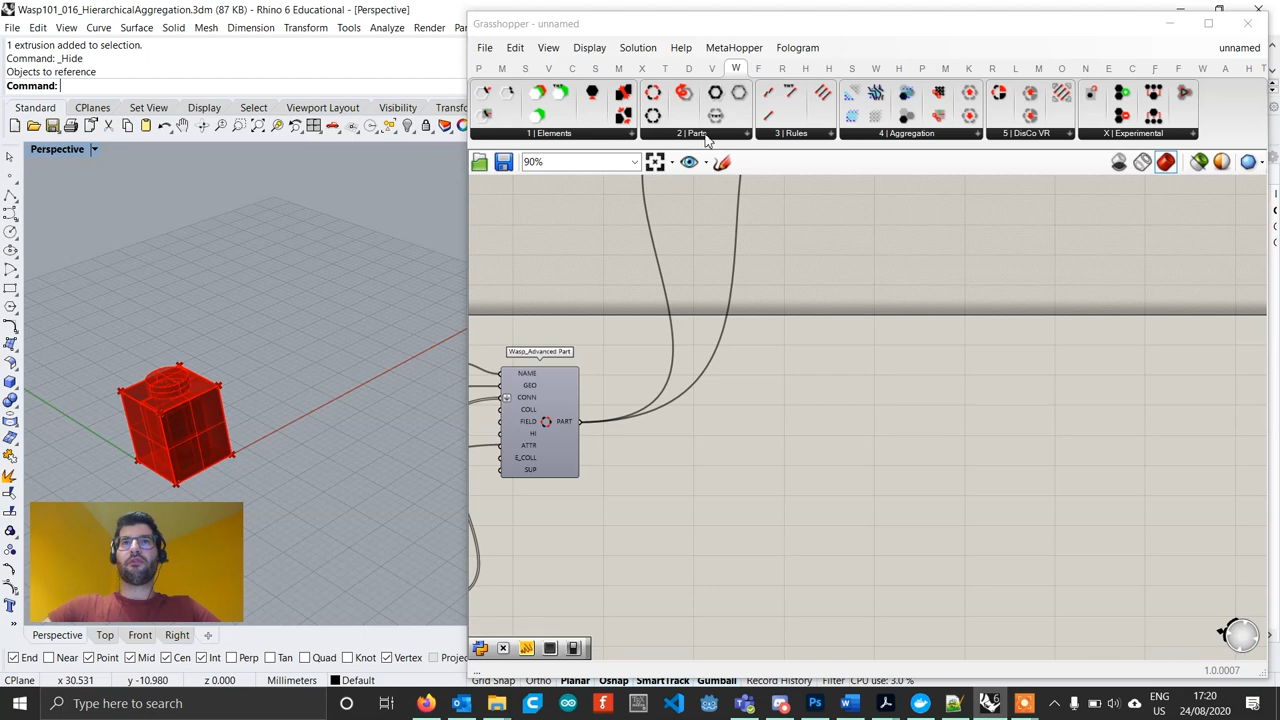 Wasp101_016_HierarchicalAggregation.3dm (87 KB) - Rhino 6 Educational - [Perspective]
File Edit View Curve Surface Solid Mesh Dimension Transform Tools Analyze Rende
1 extrusion added to selection.
Command: _Hide
Objects to reference
Command:
Standard CPlanes Set View Display Select Viewport Layout Visibility Transfo
Perspective
Perspective Top Front Right
End Near Point Mid Cen Int Perp Tan Quad Knot Vertex Projec
CPlane x 30.531 y -10.980 z 0.000 Millimeters Default Grid Snap Ortho Planar Osnap SmartTrack Gumball Record History Filter CPU use: 3.0 %
Grasshopper - unnamed
File Edit View Display Solution Help MetaHopper Fologram unnamed
P M S I V C S M X T D V W F L H T S W H M P K O B R L M D A N C E C H F F W A H T
1 | Elements 2 | Parts 3 | Rules 4 | Aggregation 5 | DisCo VR X | Experimental
90%
Wasp_Advanced Part
NAME
GEO
CONN
COLL
FIELD PART
HI
ATTR
E_COLL
SUP
...
1.0.0007
Type here to search
ENG
US
17:20
24/08/2020